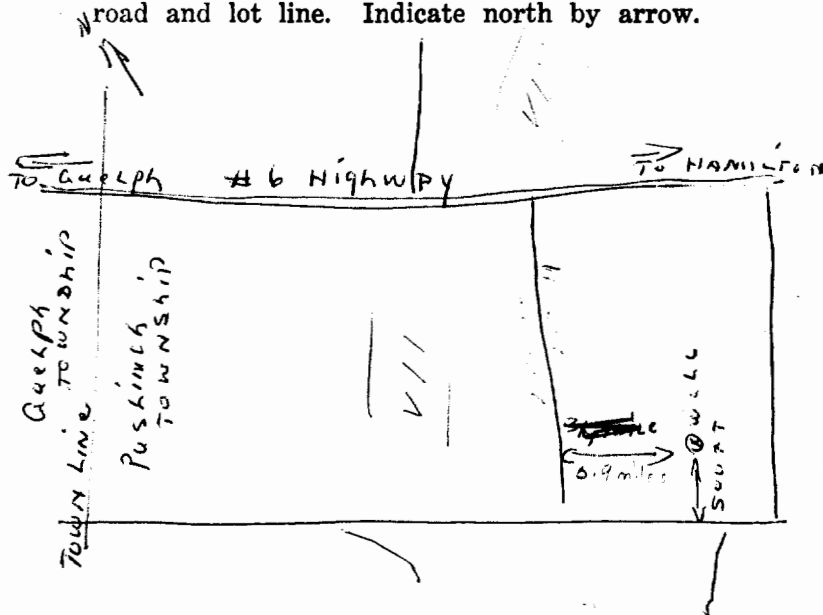 road and lot line. Indicate north by arrow.
N
TO GuELph # 6 HighWAY TO HAMILTON
GuELph TOWNShiP
TOWN LINE
PusLiNch TOWNShiP
VII
0.9 miles
WELL